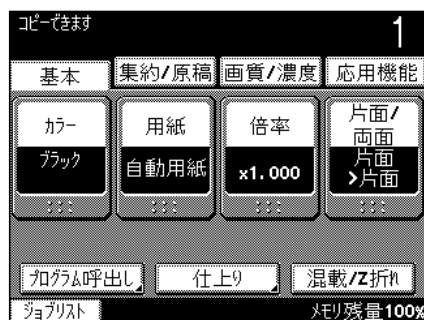 コピーできます
1
基本 集約/原稿 画質/濃度 応用機能
カラー
ブラック
用紙
自動用紙
倍率
x1.000
片面/
両面
片面
>片面
プログラム呼出し 仕上り 混載/Z折れ
ジョブリスト メモリ残量100%